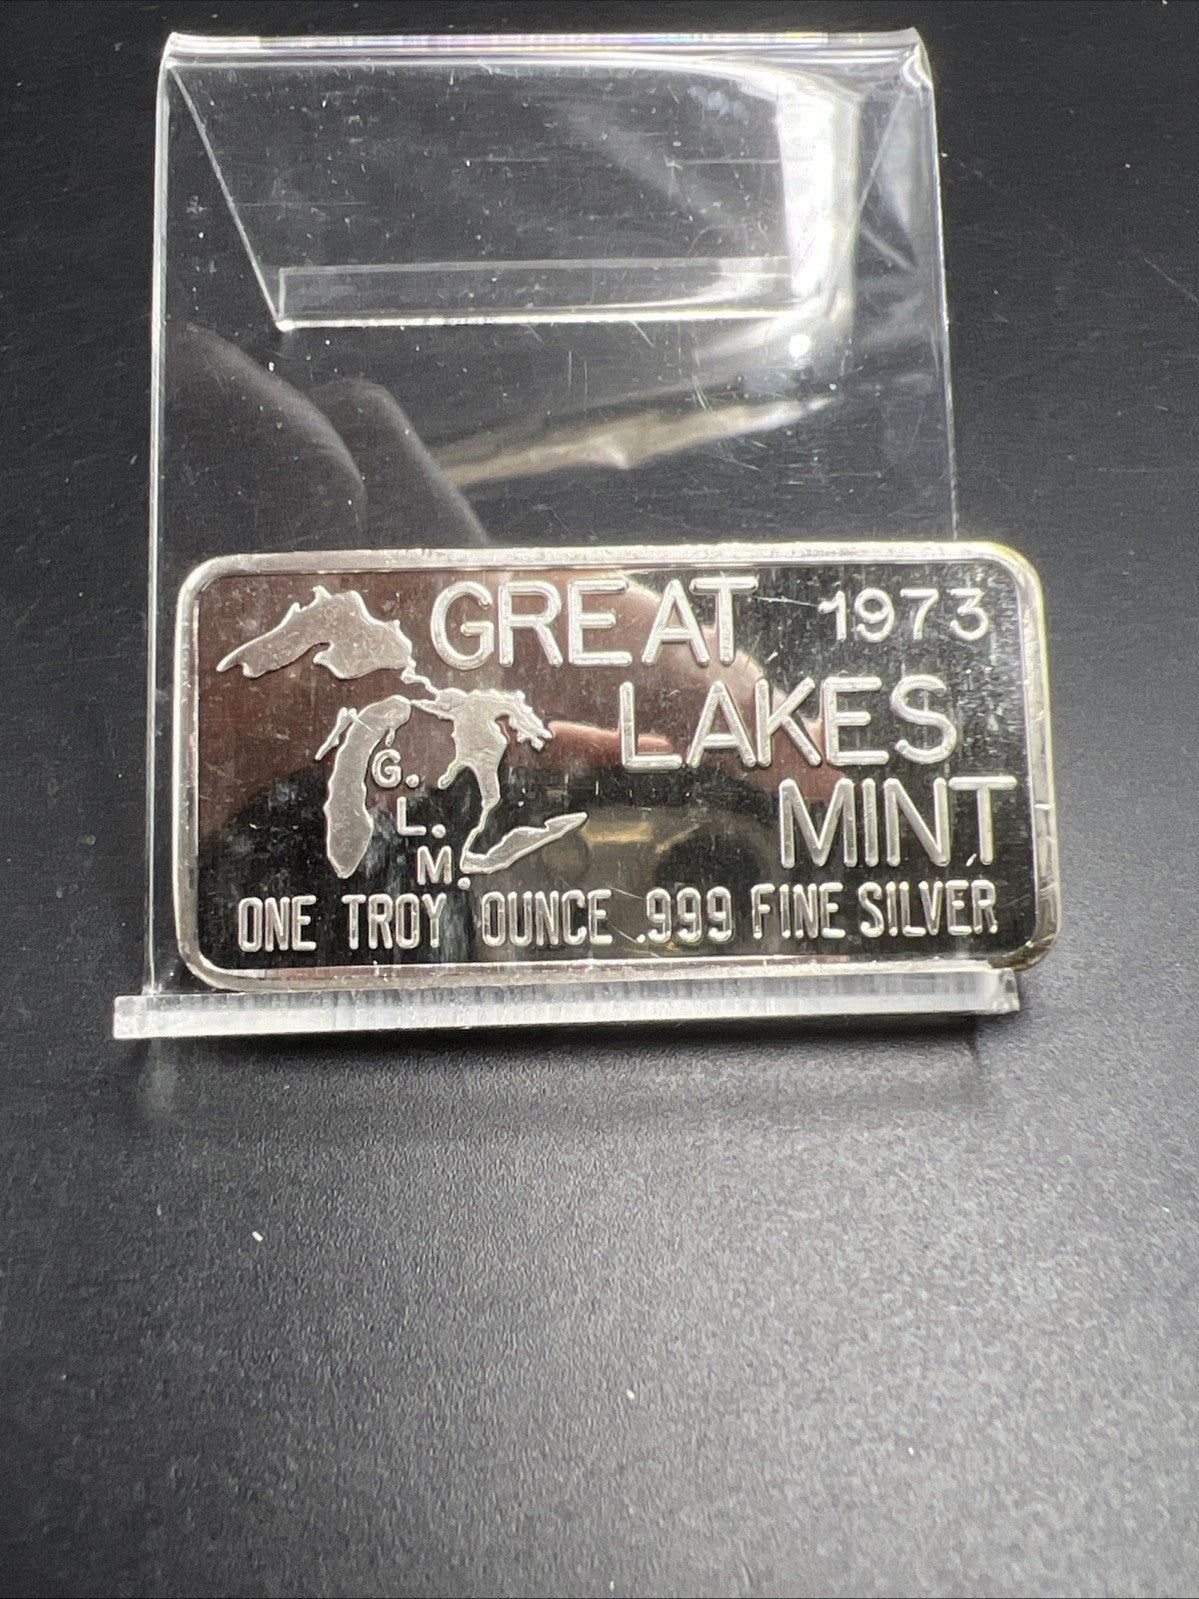 GREAT 1973
LAKES
MINT
G.
L.
M.
ONE TROY OUNCE .999 FINE SILVER